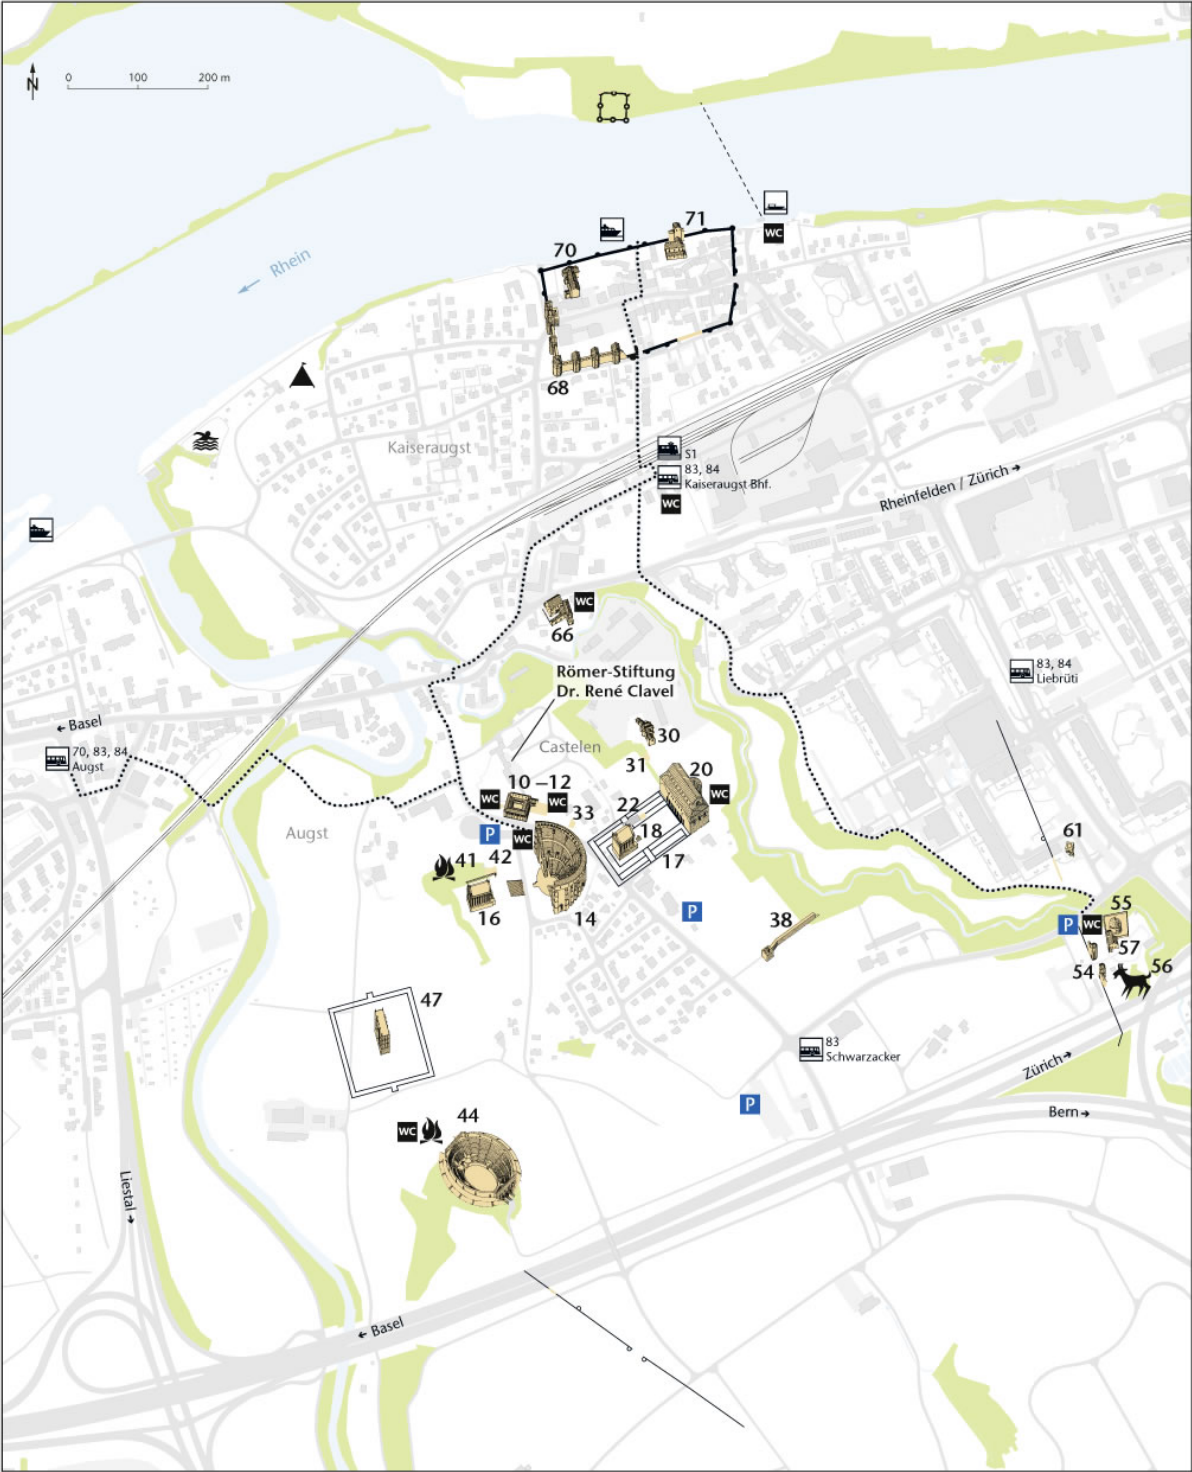 N
0 100 200 m
Rhein
71
WC
70
68
Kaiseraugst
S1
83, 84
Kaiseraugst Bhf.
WC
Rheinfelden / Zürich →
WC
66
Römer-Stiftung
Dr. René Clavel
83, 84
Liebrüti
← Basel
70, 83, 84
Augst
Castelen
30
31
20
WC
10 –12
WC
WC
33
22
18
17
Augst
P
WC
61
41
42
16
14
P
38
P
WC
55
57
54
56
47
83
Schwarzacker
Zürich→
P
Bern→
44
WC
Liestal →
← Basel